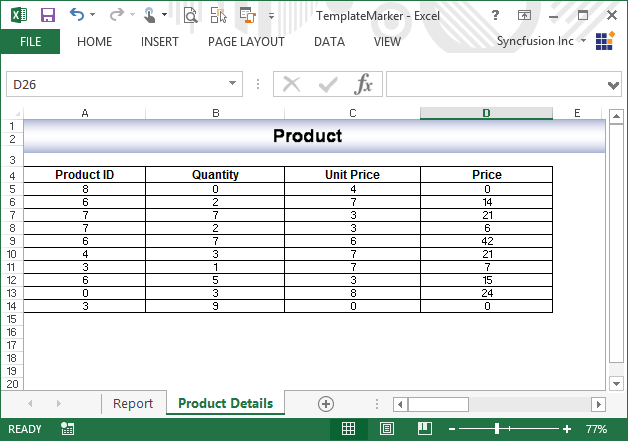 TemplateMarker - Excel
FILE HOME INSERT PAGE LAYOUT DATA VIEW Syncfusion Inc
D26 fx
A B C D E
1
2 Product
3
4 Product ID Quantity Unit Price Price
5 8 0 4 0
6 6 2 7 14
7 7 7 3 21
8 7 2 3 6
9 6 7 6 42
10 4 3 7 21
11 3 1 7 7
12 6 5 3 15
13 0 3 8 24
14 3 9 0 0
15
16
17
18
19
20
Report Product Details
READY 77%